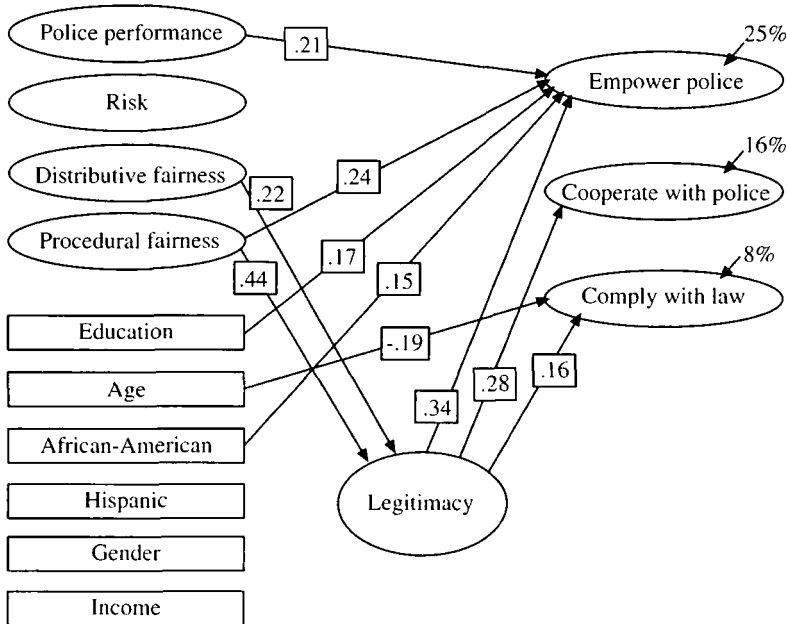 Police performance
.21
25%
Empower police
Risk
16%
Distributive fairness
.22
.24
Cooperate with police
Procedural fairness
.44
.17
.15
8%
Comply with law
Education
-.19
Age
.34
.28
.16
African-American
Legitimacy
Hispanic
Gender
Income